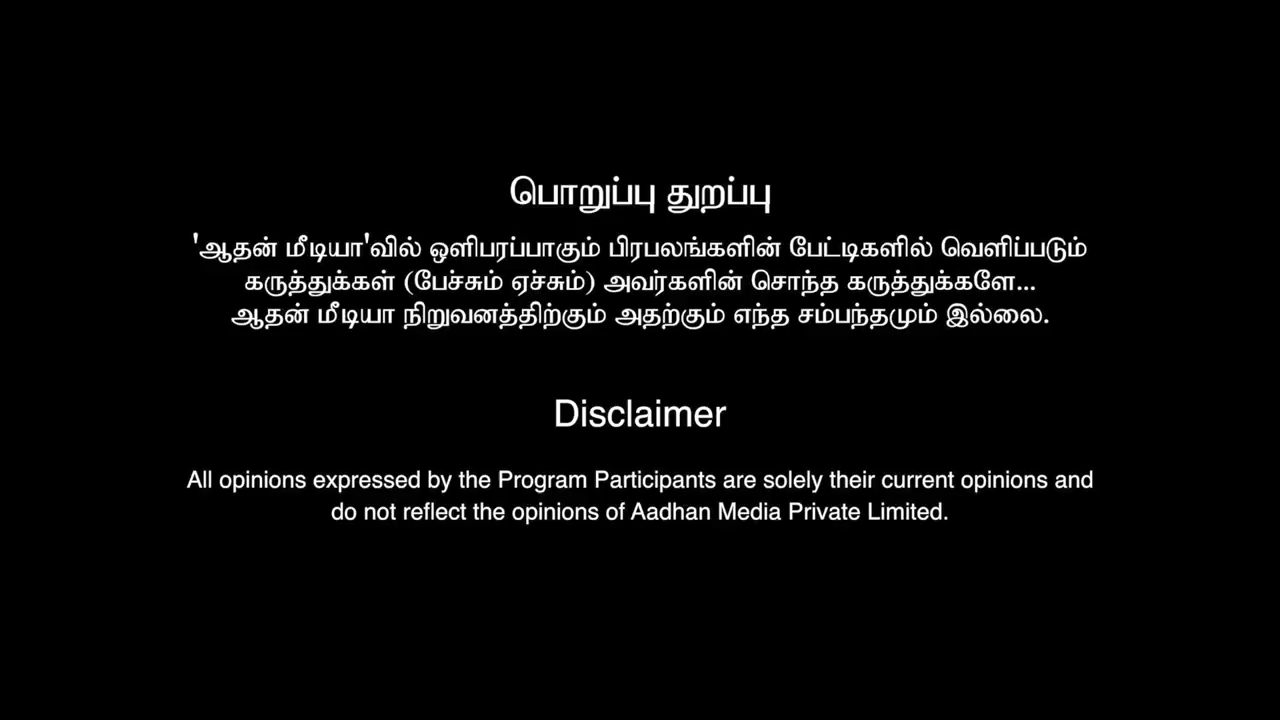 பொறுப்பு துறப்பு
'ஆதன் மீடியா'வில் ஒளிபரப்பாகும் பிரபலங்களின் பேட்டிகளில் வெளிப்படும்
கருத்துக்கள் (பேச்சும் ஏச்சும்) அவர்களின் சொந்த கருத்துக்களே...
ஆதன் மீடியா நிறுவனத்திற்கும் அதற்கும் எந்த சம்பந்தமும் இல்லை.
Disclaimer
All opinions expressed by the Program Participants are solely their current opinions and
do not reflect the opinions of Aadhan Media Private Limited.